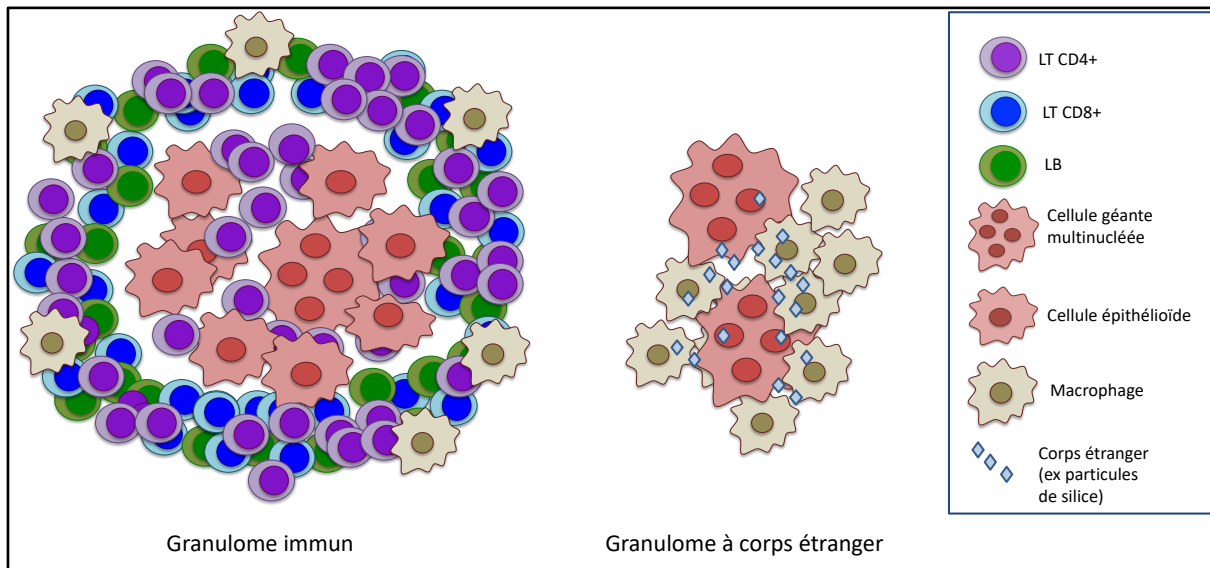 LT CD4+
LT CD8+
LB
Cellule géante
multinucléée
Cellule épithélioïde
Macrophage
Corps étranger
(ex particules
de silice)
Granulome immun
Granulome à corps étranger